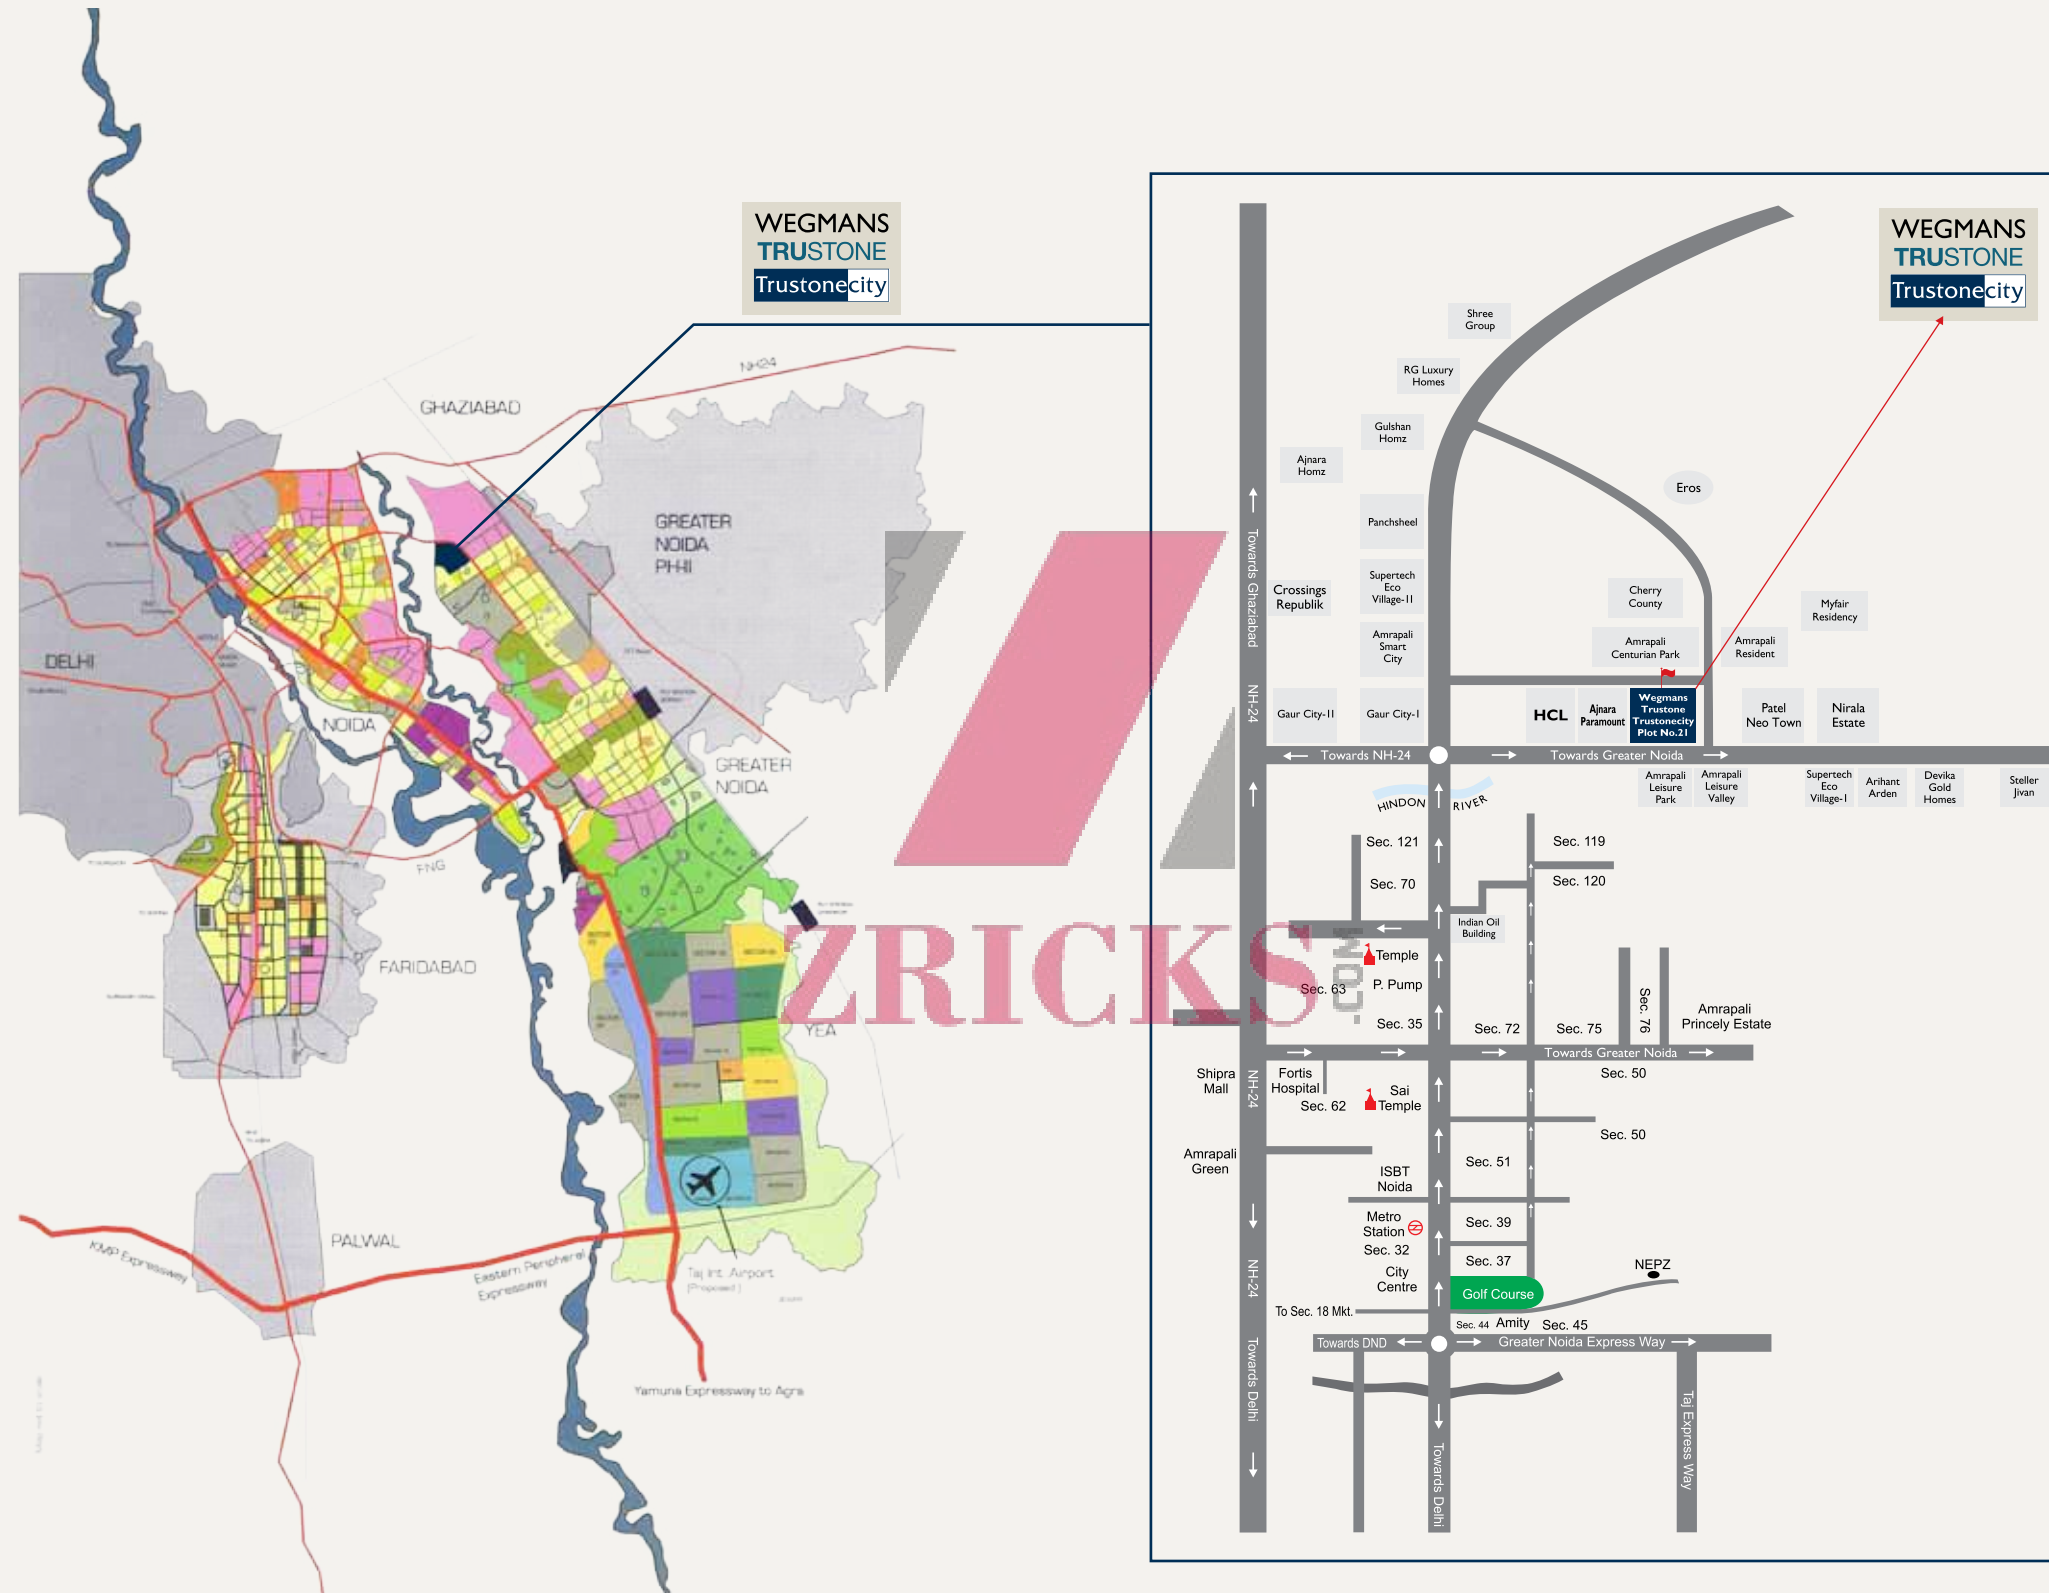 WEGMANS
TRUSTONE
Trustonecity
NH24
GHAZIABAD
GREATER
NOIDA
PH-II
DELHI
NOIDA
GREATER
NOIDA
FNG
FARIDABAD
YEA
PALWAL
KMP Expressway
Eastern Peripheral
Expressway
Taj Int. Airport
(Proposed)
Yamuna Expressway to Agra
Map not to scale
ZRICKS
.COM
WEGMANS
TRUSTONE
Trustonecity
Shree
Group
RG Luxury
Homes
Gulshan
Homz
Ajnara
Homz
Eros
Panchsheel
Towards Ghaziabad
Crossings
Republik
Supertech
Eco
Village-II
Cherry
County
Myfair
Residency
Amrapali
Smart
City
Amrapali
Centurian Park
Amrapali
Resident
NH-24
Gaur City-II
Gaur City-I
HCL
Ajnara
Paramount
Wegmans
Trustone
Trustonecity
Plot No.21
Patel
Neo Town
Nirala
Estate
Towards NH-24
Towards Greater Noida
Amrapali
Leisure
Park
Amrapali
Leisure
Valley
Supertech
Eco
Village-I
Arihant
Arden
Devika
Gold
Homes
Steller
Jivan
HINDON RIVER
Sec. 121
Sec. 119
Sec. 70
Sec. 120
Indian Oil
Building
Temple
Sec. 63
P. Pump
Sec. 35
Sec. 72
Sec. 75
Sec. 76
Amrapali
Princely Estate
Towards Greater Noida
Shipra
Mall
NH-24
Fortis
Hospital
Sec. 62
Sai
Temple
Sec. 50
Sec. 50
Amrapali
Green
Sec. 51
ISBT
Noida
Metro
Station
Sec. 39
Sec. 32
Sec. 37
NH-24
City
Centre
NEPZ
Golf Course
To Sec. 18 Mkt.
Sec. 44
Amity
Sec. 45
Towards DND
Greater Noida Express Way
Towards Delhi
Towards Delhi
Taj Express Way